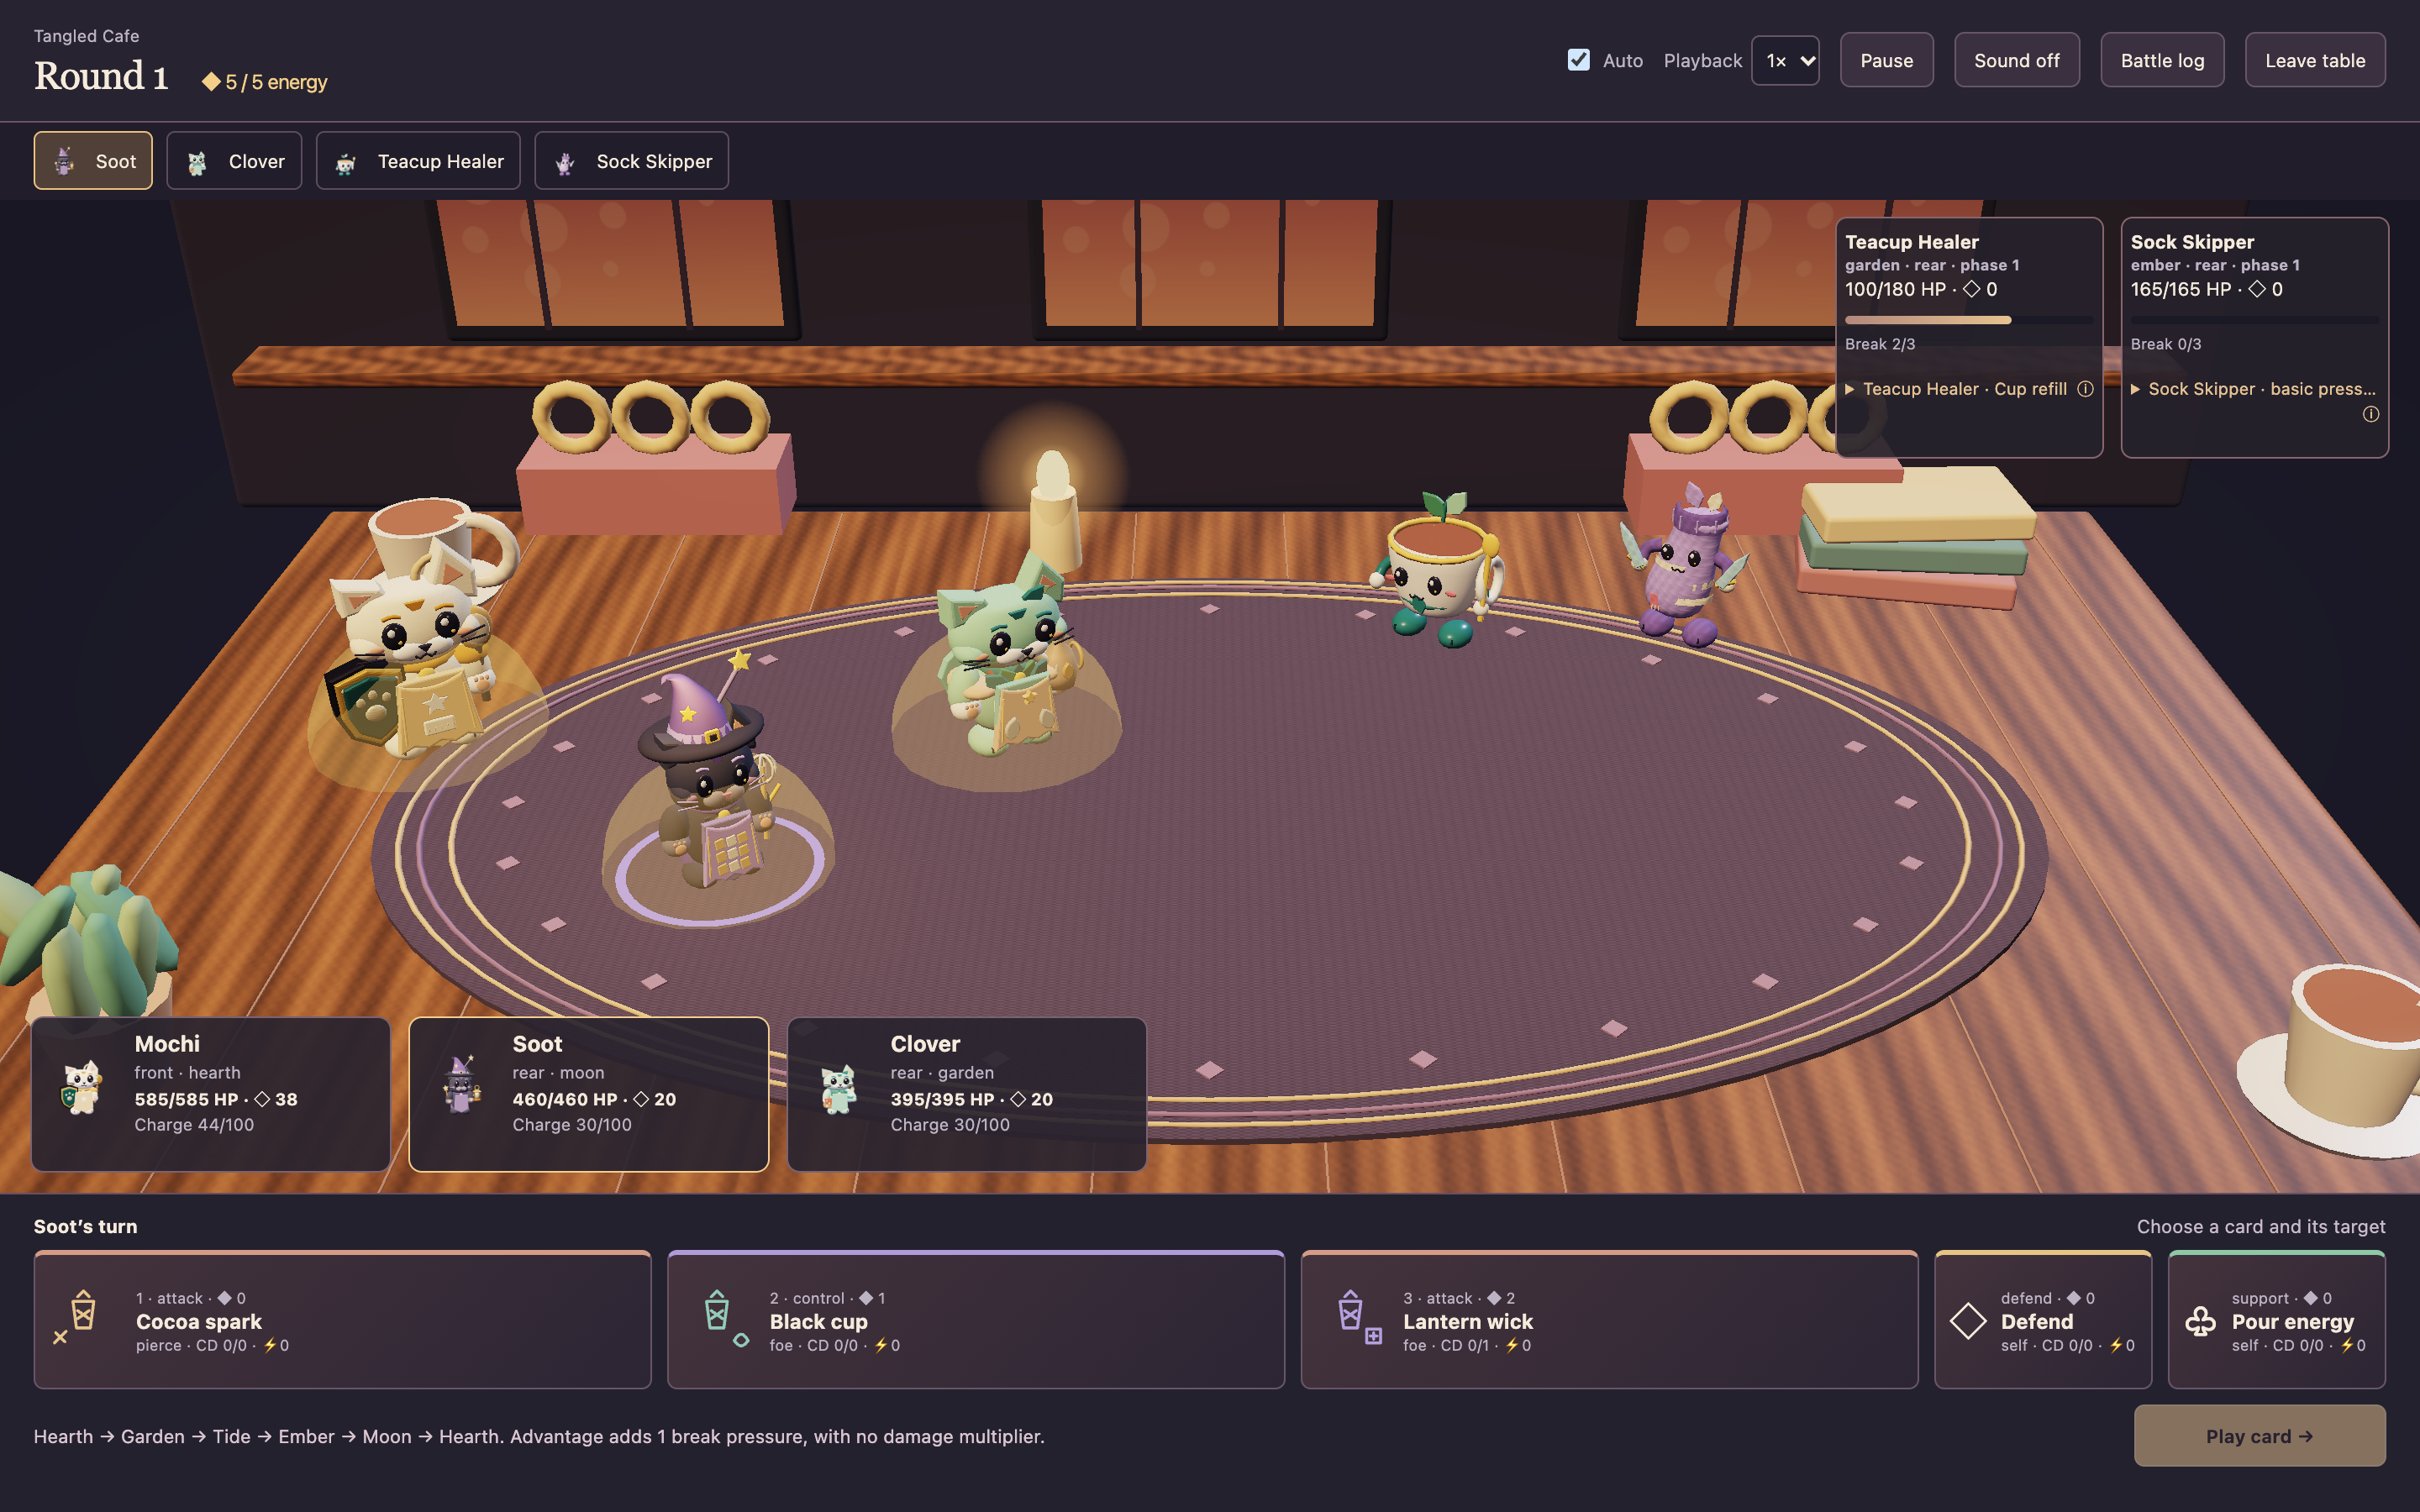 Tangled Cafe
Round 1
◆ 5 / 5 energy
Auto
Playback
1×
Pause
Sound off
Battle log
Leave table
Soot
Clover
Teacup Healer
Sock Skipper
Teacup Healer
garden · rear · phase 1
100/180 HP · ◇ 0
Break 2/3
▶ Teacup Healer · Cup refill ⓘ
Sock Skipper
ember · rear · phase 1
165/165 HP · ◇ 0
Break 0/3
▶ Sock Skipper · basic press... ⓘ
Mochi
front · hearth
585/585 HP · ◇ 38
Charge 44/100
Soot
rear · moon
460/460 HP · ◇ 20
Charge 30/100
Clover
rear · garden
395/395 HP · ◇ 20
Charge 30/100
Soot's turn
Choose a card and its target
1 · attack · ◆ 0
Cocoa spark
pierce · CD 0/0 · ⚡0
2 · control · ◆ 1
Black cup
foe · CD 0/0 · ⚡0
3 · attack · ◆ 2
Lantern wick
foe · CD 0/1 · ⚡0
defend · ◆ 0
Defend
self · CD 0/0 · ⚡0
support · ◆ 0
Pour energy
self · CD 0/0 · ⚡0
Hearth → Garden → Tide → Ember → Moon → Hearth. Advantage adds 1 break pressure, with no damage multiplier.
Play card →